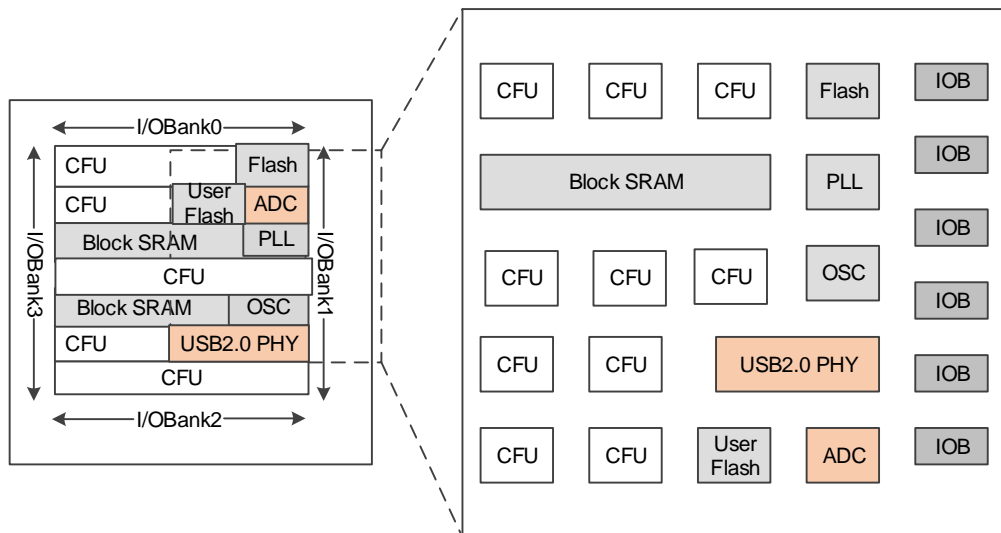 I/OBank0
CFU
Flash
CFU
User
Flash
ADC
Block SRAM
PLL
CFU
Block SRAM
OSC
CFU
USB2.0 PHY
CFU
I/OBank3
I/OBank1
I/OBank2
CFU CFU CFU Flash IOB
IOB
Block SRAM PLL
IOB
CFU CFU CFU OSC
IOB
CFU CFU USB2.0 PHY IOB
CFU CFU User
Flash ADC IOB